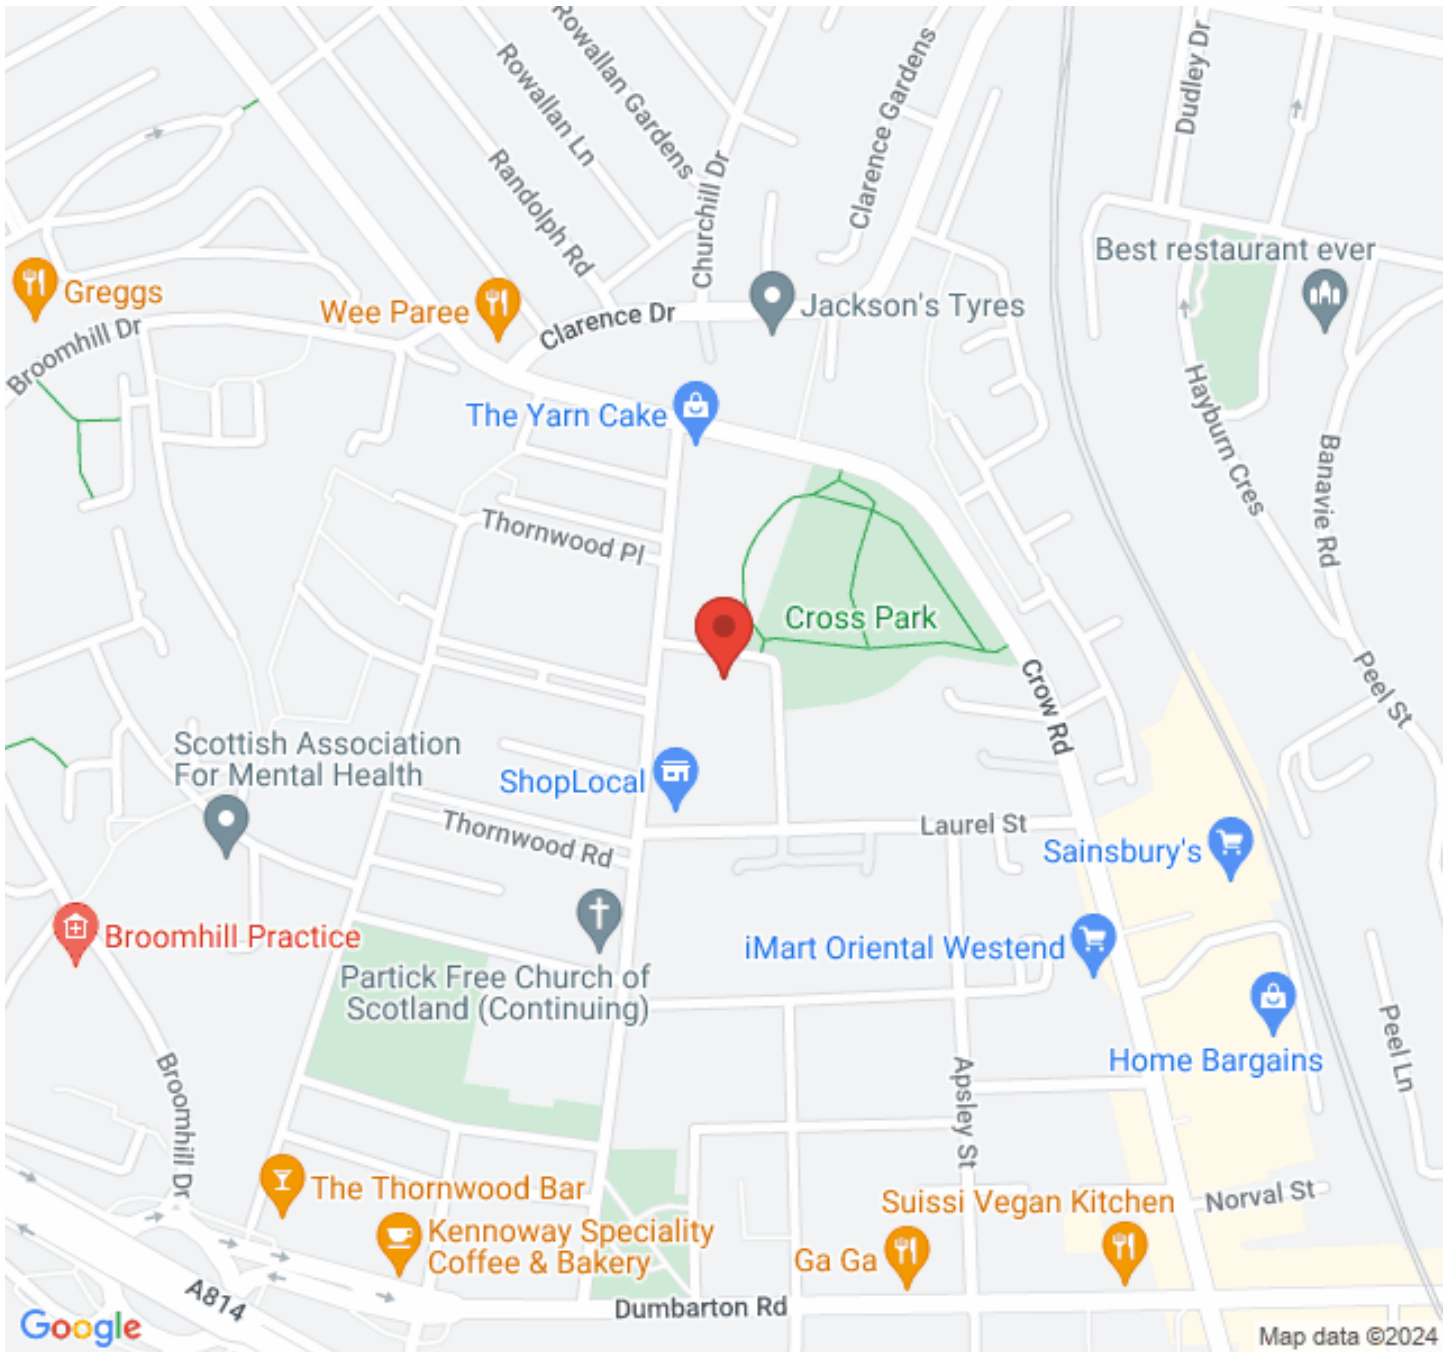 Dudley Dr
Rowallan Gardens
Rowallan Ln
Clarence Gardens
Randolph Rd
Churchill Dr
Best restaurant ever
Greggs
Wee Paree
Clarence Dr
Jackson's Tyres
Broomhill Dr
The Yarn Cake
Hayburn Cres
Banavie Rd
Thornwood Pl
Cross Park
Crow Rd
Peel St
Scottish Association
For Mental Health
ShopLocal
Thornwood Rd
Laurel St
Sainsbury's
Broomhill Practice
iMart Oriental Westend
Partick Free Church of
Scotland (Continuing)
Home Bargains
Peel Ln
Broomhill Dr
Apsley St
The Thornwood Bar
Suissi Vegan Kitchen
Norval St
Kennoway Speciality
Coffee & Bakery
Ga Ga
A814
Dumbarton Rd
Google
Map data ©2024